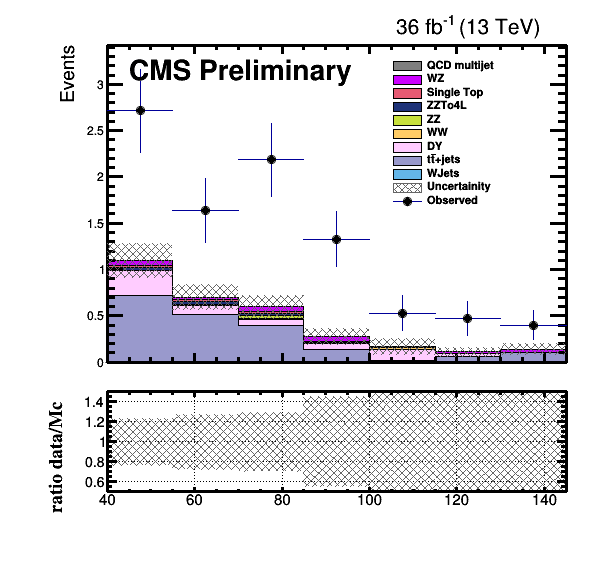 36 fb⁻¹ (13 TeV)
Events
CMS Preliminary
QCD multijet
WZ
Single Top
ZZTo4L
ZZ
WW
DY
tt̄+jets
WJets
Uncertainity
Observed
3
2.5
2
1.5
1
0.5
0
ratio data/Mc
1.4
1.2
1
0.8
0.6
40 60 80 100 120 140